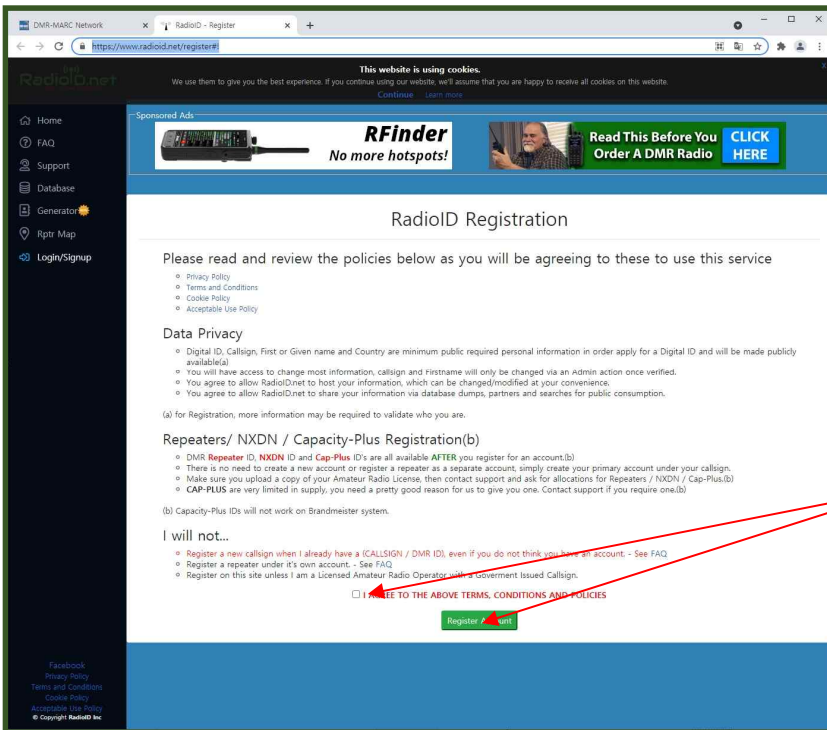 DMR-MARC Network
RadioID - Register
https://www.radioid.net/register#!
RadioID.net
This website is using cookies.
We use them to give you the best experience. If you continue using our website, we'll assume that you are happy to receive all cookies on this website.
Continue Learn more
Home
FAQ
Support
Database
Generator
Rptr Map
Login/Signup
Sponsored Ads
RFinder
No more hotspots!
Read This Before You
Order A DMR Radio
CLICK
HERE
RadioID Registration
Please read and review the policies below as you will be agreeing to these to use this service
Privacy Policy
Terms and Conditions
Cookie Policy
Acceptable Use Policy
Data Privacy
Digital ID, Callsign, First or Given name and Country are minimum public required personal information in order apply for a Digital ID and will be made publicly
available(a)
You will have access to change most information, callsign and Firstname will only be changed via an Admin action once verified.
You agree to allow RadioID.net to host your information, which can be changed/modified at your convenience.
You agree to allow RadioID.net to share your information via database dumps, partners and searches for public consumption.
(a) for Registration, more information may be required to validate who you are.
Repeaters/ NXDN / Capacity-Plus Registration(b)
DMR Repeater ID, NXDN ID and Cap-Plus ID's are all available AFTER you register for an account.(b)
There is no need to create a new account or register a repeater as a separate account, simply create your primary account under your callsign.
Make sure you upload a copy of your Amateur Radio License, then contact support and ask for allocations for Repeaters / NXDN / Cap-Plus.(b)
CAP-PLUS are very limited in supply, you need a pretty good reason for us to give you one. Contact support if you require one.(b)
(b) Capacity-Plus IDs will not work on Brandmeister system.
I will not...
Register a new callsign when I already have a (CALLSIGN / DMR ID), even if you do not think you have an account. - See FAQ
Register a repeater under it's own account. - See FAQ
Register on this site unless I am a Licensed Amateur Radio Operator with a Goverment Issued Callsign.
I AGREE TO THE ABOVE TERMS, CONDITIONS AND POLICIES
Register Account
Facebook
Privacy Policy
Terms and Conditions
Cookie Policy
Acceptable Use Policy
© Copyright RadioID Inc